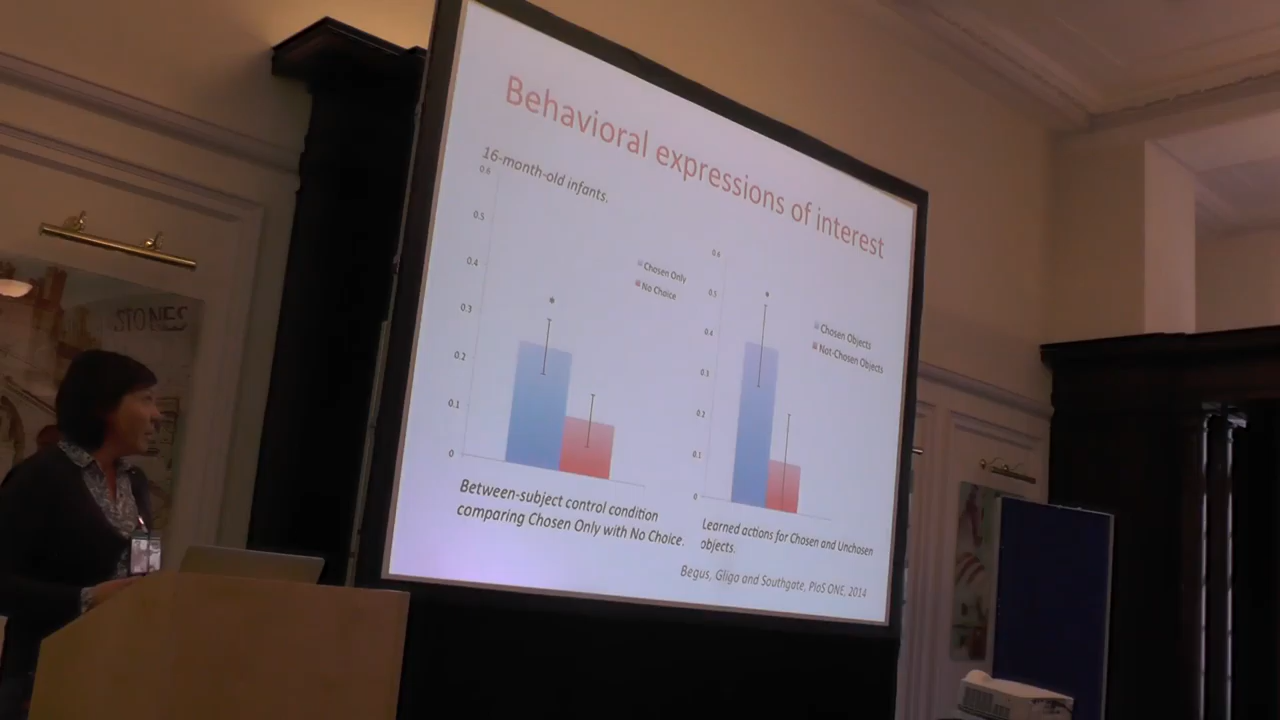 STONES
Behavioral expressions of interest
16-month-old infants.
0.6
0.5
0.4
0.3
0.2
0.1
0
*
Chosen Only
No Choice
Between-subject control condition
comparing Chosen Only with No Choice.
0.6
0.5
0.4
0.3
0.2
0.1
0
*
Chosen Objects
Not-Chosen Objects
Learned actions for Chosen and Unchosen
objects.
Begus, Gliga and Southgate, PloS ONE, 2014